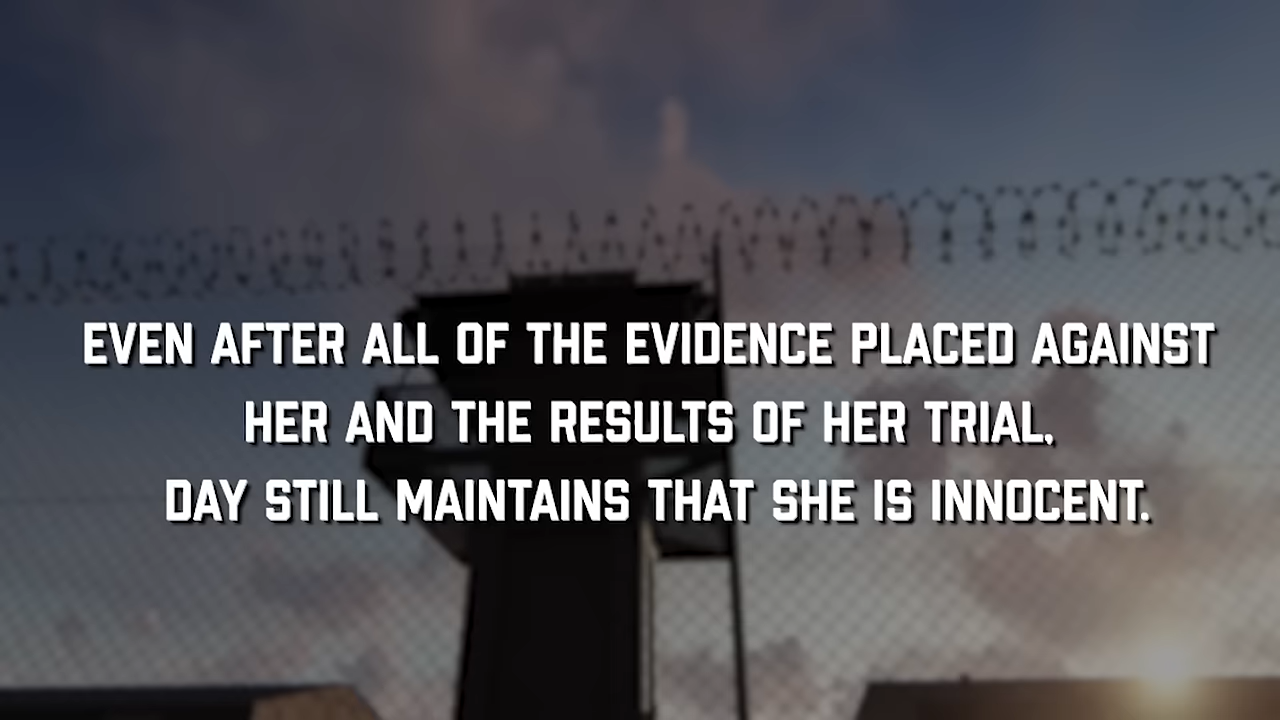 EVEN AFTER ALL OF THE EVIDENCE PLACED AGAINST
HER AND THE RESULTS OF HER TRIAL,
DAY STILL MAINTAINS THAT SHE IS INNOCENT.